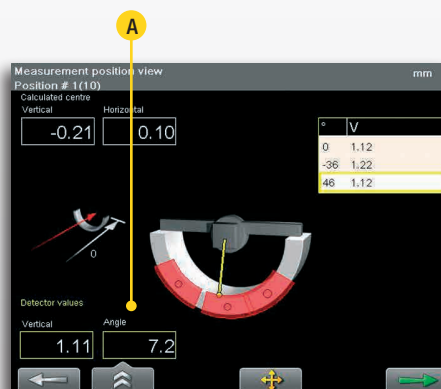 A
Measurement position view
mm
Position # 1(10)
Calculated centre
Vertical Horizontal
-0.21 0.10
° V
0 1.12
-36 1.22
46 1.12
0
Detector values
Vertical Angle
1.11 7.2